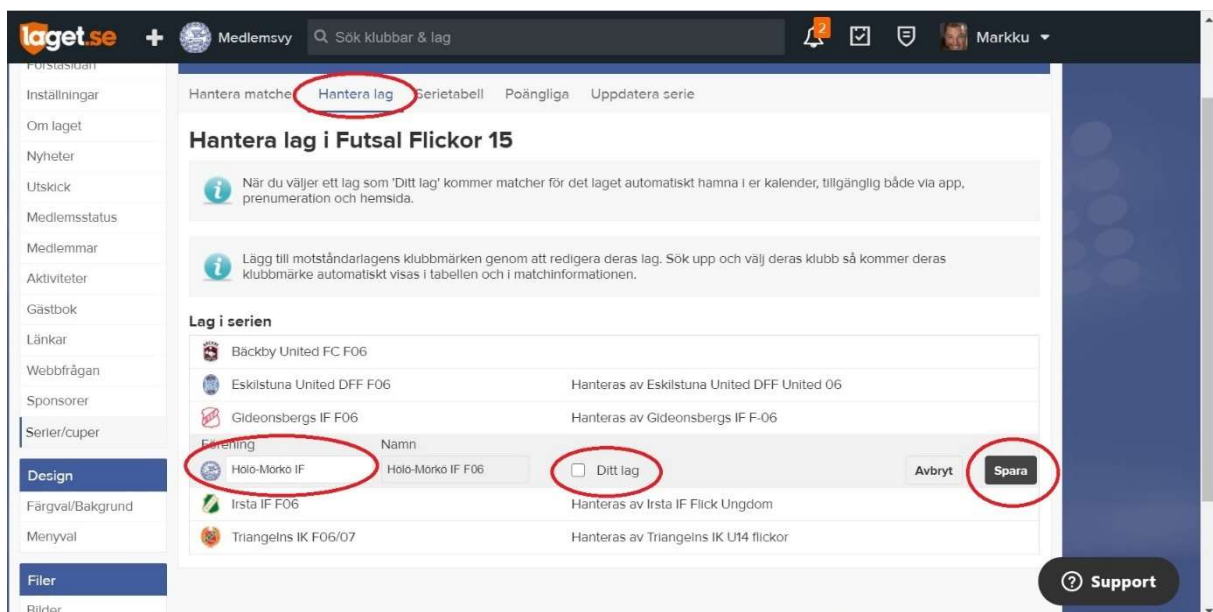 laget.se + Medlemsvy Sök klubbar & lag 2 Markku
Förstasidan
Inställningar
Om laget
Nyheter
Utskick
Medlemsstatus
Medlemmar
Aktiviteter
Gästbok
Länkar
Webbfrågan
Sponsorer
Serier/cuper
Design
Färgval/Bakgrund
Menyval
Filer
Bilder
Hantera matcher Hantera lag Serietabell Poängliga Uppdatera serie
Hantera lag i Futsal Flickor 15
När du väljer ett lag som 'Ditt lag' kommer matcher för det laget automatiskt hamna i er kalender, tillgänglig både via app,
prenumeration och hemsida.
Lägg till motståndarlagens klubbmärken genom att redigera deras lag. Sök upp och välj deras klubb så kommer deras
klubbmärke automatiskt visas i tabellen och i matchinformationen.
Lag i serien
Bäckby United FC F06
Eskilstuna United DFF F06 Hanteras av Eskilstuna United DFF United 06
Gideonsbergs IF F06 Hanteras av Gideonsbergs IF F-06
Förening Namn
Hölö-Mörkö IF Hölö-Mörkö IF F06 Ditt lag Avbryt Spara
Irsta IF F06 Hanteras av Irsta IF Flick Ungdom
Triangelns IK F06/07 Hanteras av Triangelns IK U14 flickor
Support